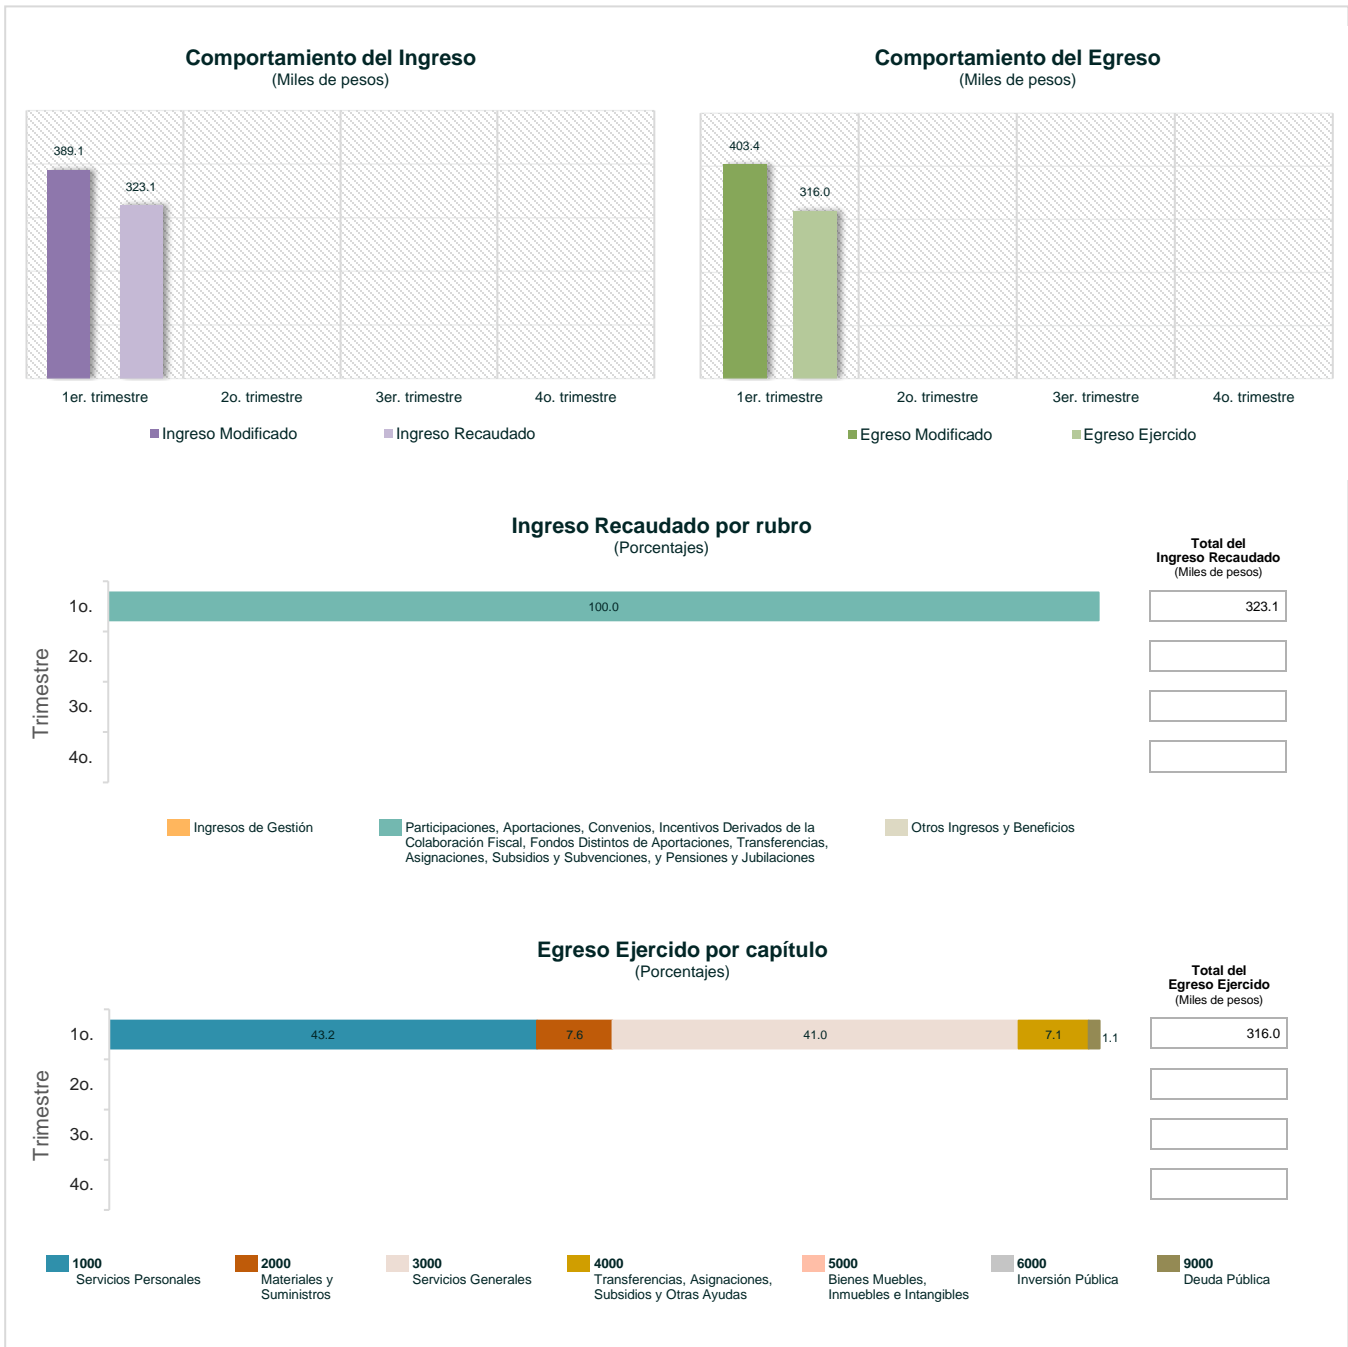 Comportamiento del Ingreso
(Miles de pesos)
389.1
323.1
1er. trimestre
2o. trimestre
3er. trimestre
4o. trimestre
Ingreso Modificado
Ingreso Recaudado
Comportamiento del Egreso
(Miles de pesos)
403.4
316.0
1er. trimestre
2o. trimestre
3er. trimestre
4o. trimestre
Egreso Modificado
Egreso Ejercido
Ingreso Recaudado por rubro
(Porcentajes)
Total del
Ingreso Recaudado
(Miles de pesos)
Trimestre
1o.
100.0
323.1
2o.
3o.
4o.
Ingresos de Gestión
Participaciones, Aportaciones, Convenios, Incentivos Derivados de la
Colaboración Fiscal, Fondos Distintos de Aportaciones, Transferencias,
Asignaciones, Subsidios y Subvenciones, y Pensiones y Jubilaciones
Otros Ingresos y Beneficios
Egreso Ejercido por capítulo
(Porcentajes)
Total del
Egreso Ejercido
(Miles de pesos)
Trimestre
1o.
43.2
7.6
41.0
7.1
1.1
316.0
2o.
3o.
4o.
1000
Servicios Personales
2000
Materiales y
Suministros
3000
Servicios Generales
4000
Transferencias, Asignaciones,
Subsidios y Otras Ayudas
5000
Bienes Muebles,
Inmuebles e Intangibles
6000
Inversión Pública
9000
Deuda Pública